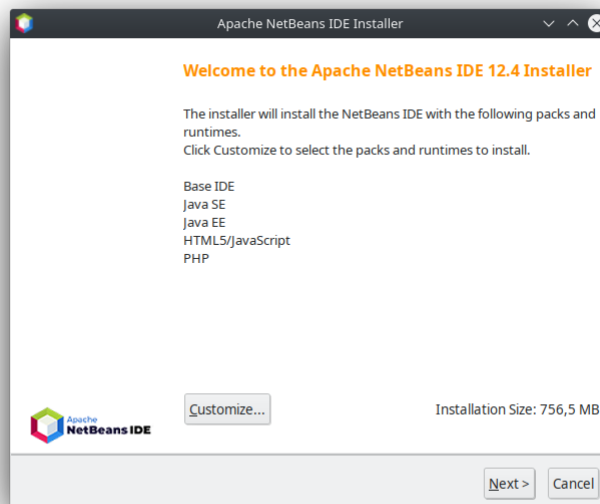 Apache NetBeans IDE Installer
Welcome to the Apache NetBeans IDE 12.4 Installer
The installer will install the NetBeans IDE with the following packs and
runtimes.
Click Customize to select the packs and runtimes to install.
Base IDE
Java SE
Java EE
HTML5/JavaScript
PHP
Customize...
Installation Size: 756,5 MB
Apache
NetBeans IDE
Next >
Cancel